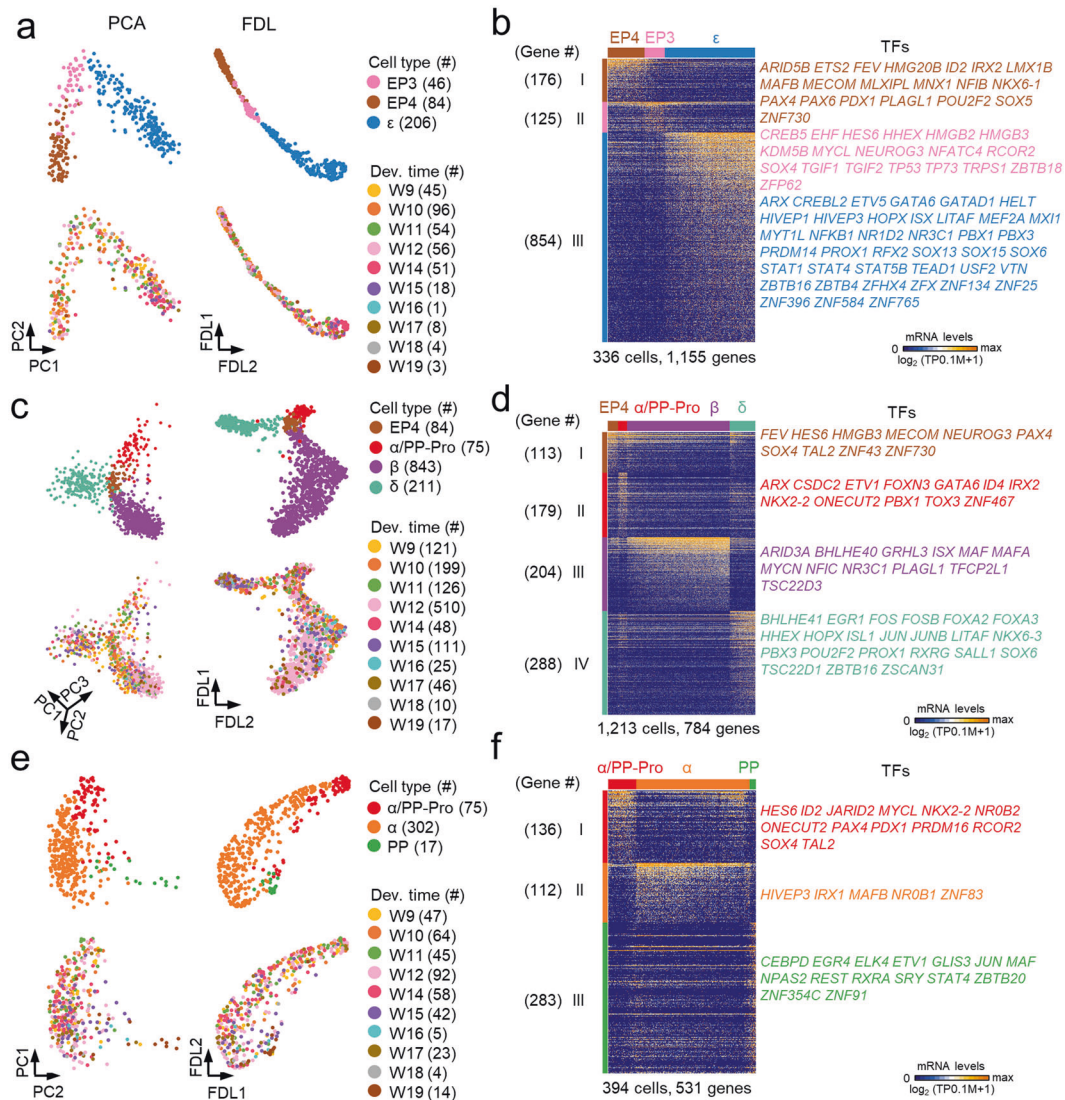 a
PCA
FDL
Cell type (#)
EP3 (46)
EP4 (84)
ε (206)
Dev. time (#)
W9 (45)
W10 (96)
W11 (54)
W12 (56)
W14 (51)
W15 (18)
W16 (1)
W17 (8)
W18 (4)
W19 (3)
PC2
PC1
FDL1
FDL2
b
EP4 EP3 ε
(Gene #)
TFs
(176) I
(125) II
(854) III
ARID5B ETS2 FEV HMG20B ID2 IRX2 LMX1B
MAFB MECOM MLXIPL MNX1 NFIB NKX6-1
PAX4 PAX6 PDX1 PLAGL1 POU2F2 SOX5
ZNF730
CREB5 EHF HES6 HHEX HMGB2 HMGB3
KDM5B MYCL NEUROG3 NFATC4 RCOR2
SOX4 TGIF1 TGIF2 TP53 TP73 TRPS1 ZBTB18
ZFP62
ARX CREBL2 ETV5 GATA6 GATAD1 HELT
HIVEP1 HIVEP3 HOPX ISX LITAF MEF2A MXI1
MYT1L NFKB1 NR1D2 NR3C1 PBX1 PBX3
PRDM14 PROX1 RFX2 SOX13 SOX15 SOX6
STAT1 STAT4 STAT5B TEAD1 USF2 VTN
ZBTB16 ZBTB4 ZFHX4 ZFX ZNF134 ZNF25
ZNF396 ZNF584 ZNF765
336 cells, 1,155 genes
mRNA levels
0 max
log2 (TP0.1M+1)
c
Cell type (#)
EP4 (84)
α/PP-Pro (75)
β (843)
δ (211)
Dev. time (#)
W9 (121)
W10 (199)
W11 (126)
W12 (510)
W14 (48)
W15 (111)
W16 (25)
W17 (46)
W18 (10)
W19 (17)
PC1
PC3
PC2
FDL1
FDL2
d
EP4 α/PP-Pro β δ
(Gene #)
TFs
(113) I
(179) II
(204) III
(288) IV
FEV HES6 HMGB3 MECOM NEUROG3 PAX4
SOX4 TAL2 ZNF43 ZNF730
ARX CSDC2 ETV1 FOXN3 GATA6 ID4 IRX2
NKX2-2 ONECUT2 PBX1 TOX3 ZNF467
ARID3A BHLHE40 GRHL3 ISX MAF MAFA
MYCN NFIC NR3C1 PLAGL1 TFCP2L1
TSC22D3
BHLHE41 EGR1 FOS FOSB FOXA2 FOXA3
HHEX HOPX ISL1 JUN JUNB LITAF NKX6-3
PBX3 POU2F2 PROX1 RXRG SALL1 SOX6
TSC22D1 ZBTB16 ZSCAN31
1,213 cells, 784 genes
mRNA levels
0 max
log2 (TP0.1M+1)
e
Cell type (#)
α/PP-Pro (75)
α (302)
PP (17)
Dev. time (#)
W9 (47)
W10 (64)
W11 (45)
W12 (92)
W14 (58)
W15 (42)
W16 (5)
W17 (23)
W18 (4)
W19 (14)
PC1
PC2
FDL2
FDL1
f
α/PP-Pro α PP
(Gene #)
TFs
(136) I
(112) II
(283) III
HES6 ID2 JARID2 MYCL NKX2-2 NR0B2
ONECUT2 PAX4 PDX1 PRDM16 RCOR2
SOX4 TAL2
HIVEP3 IRX1 MAFB NR0B1 ZNF83
CEBPD EGR4 ELK4 ETV1 GLIS3 JUN MAF
NPAS2 REST RXRA SRY STAT4 ZBTB20
ZNF354C ZNF91
394 cells, 531 genes
mRNA levels
0 max
log2 (TP0.1M+1)